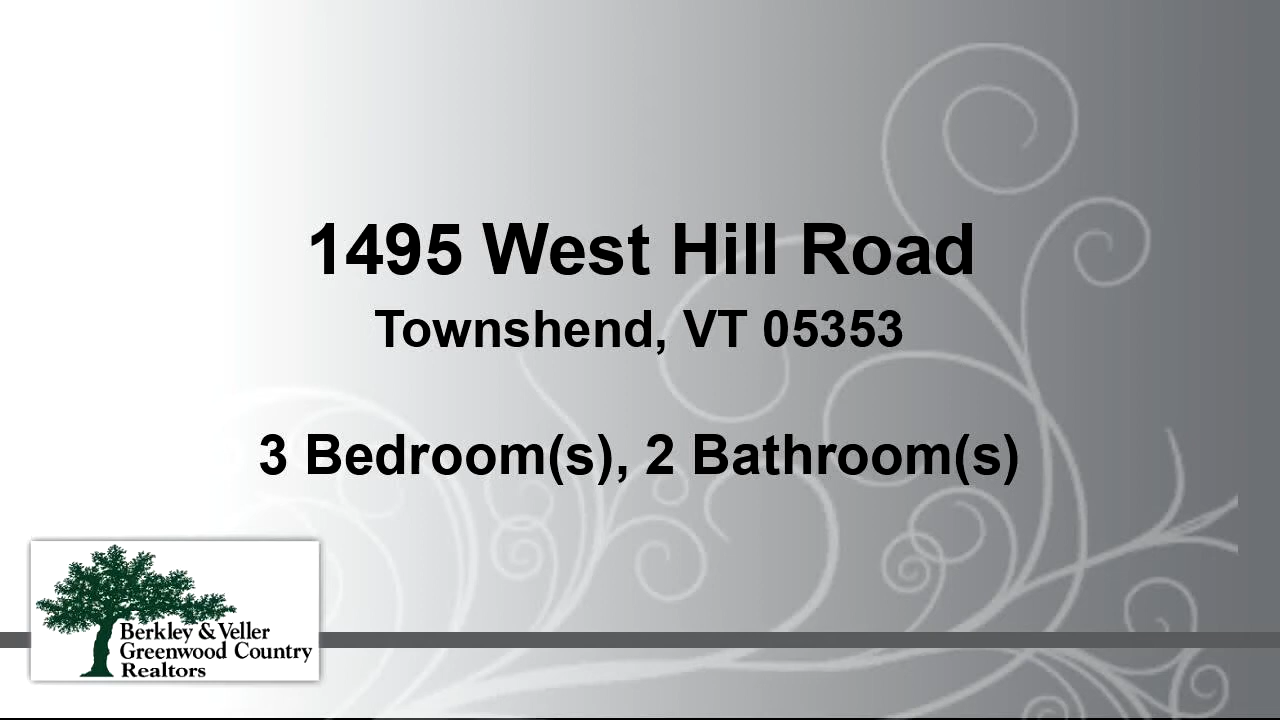 1495 West Hill Road
Townshend, VT 05353
3 Bedroom(s), 2 Bathroom(s)
Berkley & Veller
Greenwood Country
Realtors